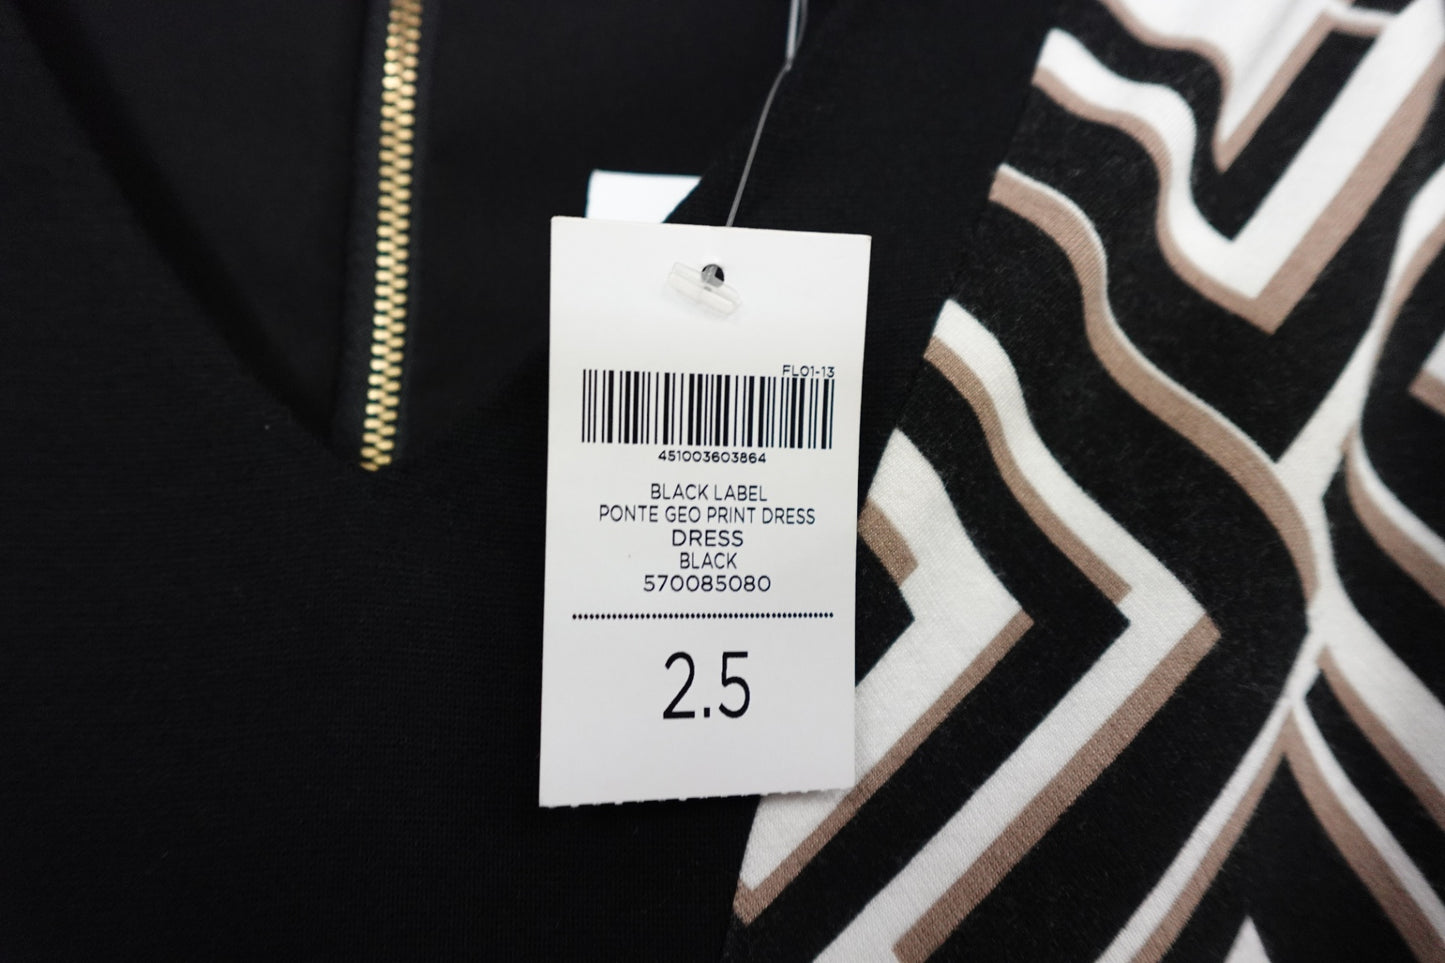 FL01-13
451003603864
BLACK LABEL
PONTE GEO PRINT DRESS
DRESS
BLACK
570085080
2.5